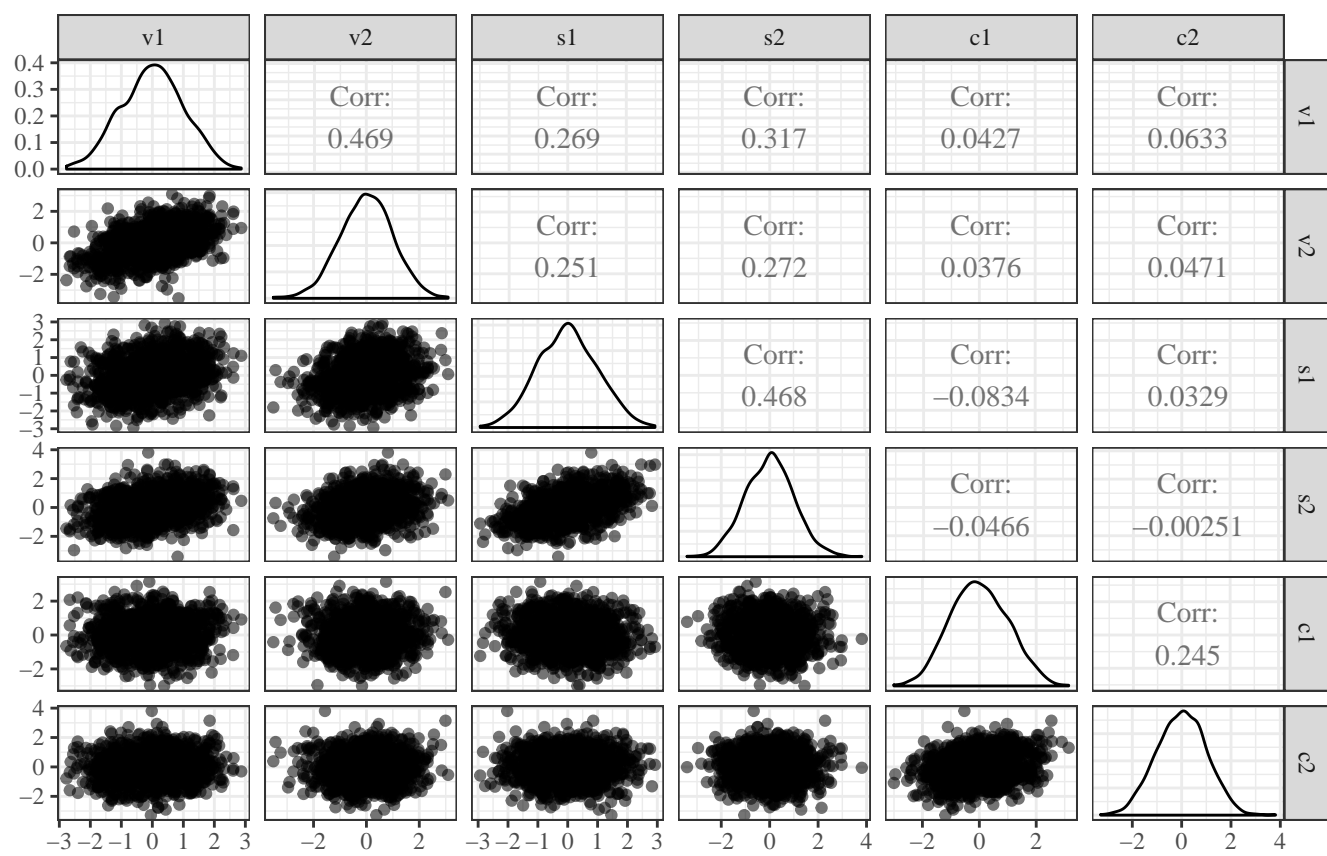 v1 v2 s1 s2 c1 c2
0.4
0.3
0.2
0.1
0.0
Corr: Corr: Corr: Corr: Corr:
0.469 0.269 0.317 0.0427 0.0633
v1
2
0
−2
Corr: Corr: Corr: Corr:
0.251 0.272 0.0376 0.0471
v2
3
2
1
0
−1
−2
−3
Corr: Corr: Corr:
0.468 −0.0834 0.0329
s1
4
2
0
−2
Corr: Corr:
−0.0466 −0.00251
s2
2
0
−2
Corr:
0.245
c1
4
2
0
−2
c2
−3 −2 −1 0 1 2 3 −2 0 2 −3 −2 −1 0 1 2 3 −2 0 2 4 −2 0 2 −2 0 2 4